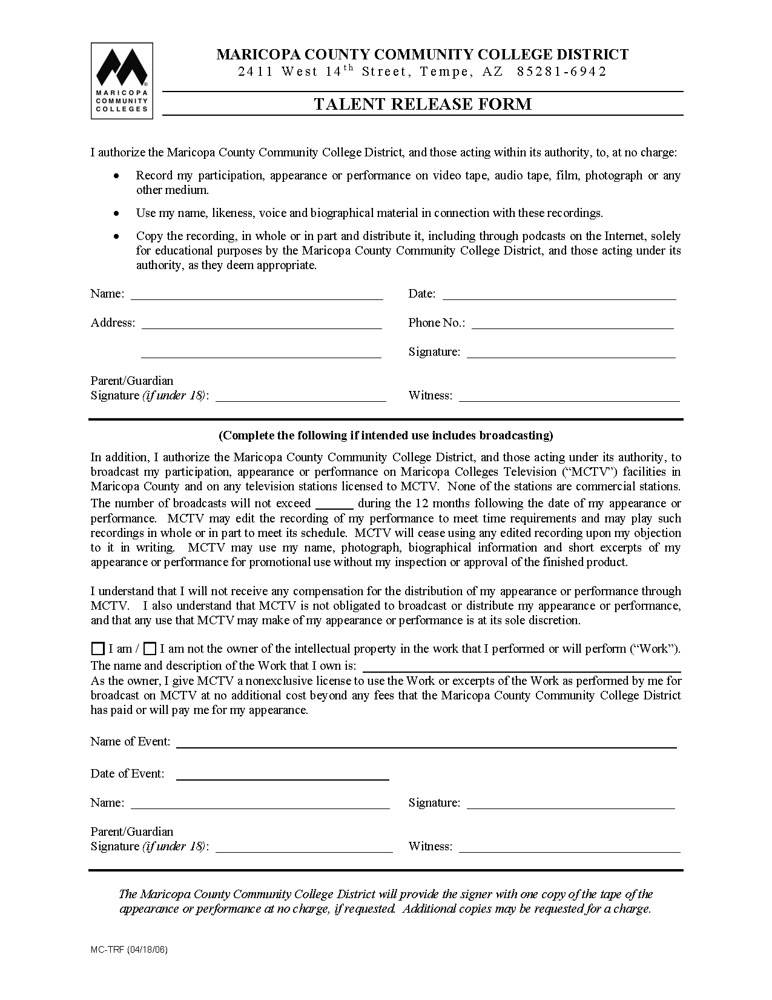 MARICOPA COUNTY COMMUNITY COLLEGE DISTRICT
2411 West 14th Street, Tempe, AZ 85281-6942
MARICOPA
COMMUNITY
COLLEGES
®
TALENT RELEASE FORM
I authorize the Maricopa County Community College District, and those acting within its authority, to, at no charge:
• Record my participation, appearance or performance on video tape, audio tape, film, photograph or any
other medium.
• Use my name, likeness, voice and biographical material in connection with these recordings.
• Copy the recording, in whole or in part and distribute it, including through podcasts on the Internet, solely
for educational purposes by the Maricopa County Community College District, and those acting under its
authority, as they deem appropriate.
Name: ____ Date: ____
Address: ____ Phone No.: ____
____ Signature: ____
Parent/Guardian
Signature (if under 18): ____ Witness: ____
(Complete the following if intended use includes broadcasting)
In addition, I authorize the Maricopa County Community College District, and those acting under its authority, to
broadcast my participation, appearance or performance on Maricopa Colleges Television (“MCTV”) facilities in
Maricopa County and on any television stations licensed to MCTV. None of the stations are commercial stations.
The number of broadcasts will not exceed ____ during the 12 months following the date of my appearance or
performance. MCTV may edit the recording of my performance to meet time requirements and may play such
recordings in whole or in part to meet its schedule. MCTV will cease using any edited recording upon my objection
to it in writing. MCTV may use my name, photograph, biographical information and short excerpts of my
appearance or performance for promotional use without my inspection or approval of the finished product.
I understand that I will not receive any compensation for the distribution of my appearance or performance through
MCTV. I also understand that MCTV is not obligated to broadcast or distribute my appearance or performance,
and that any use that MCTV may make of my appearance or performance is at its sole discretion.
☐ I am / ☐ I am not the owner of the intellectual property in the work that I performed or will perform (“Work”).
The name and description of the Work that I own is: ____
As the owner, I give MCTV a nonexclusive license to use the Work or excerpts of the Work as performed by me for
broadcast on MCTV at no additional cost beyond any fees that the Maricopa County Community College District
has paid or will pay me for my appearance.
Name of Event: ____
Date of Event: ____
Name: ____ Signature: ____
Parent/Guardian
Signature (if under 18): ____ Witness: ____
The Maricopa County Community College District will provide the signer with one copy of the tape of the
appearance or performance at no charge, if requested. Additional copies may be requested for a charge.
MC-TRF (04/18/06)